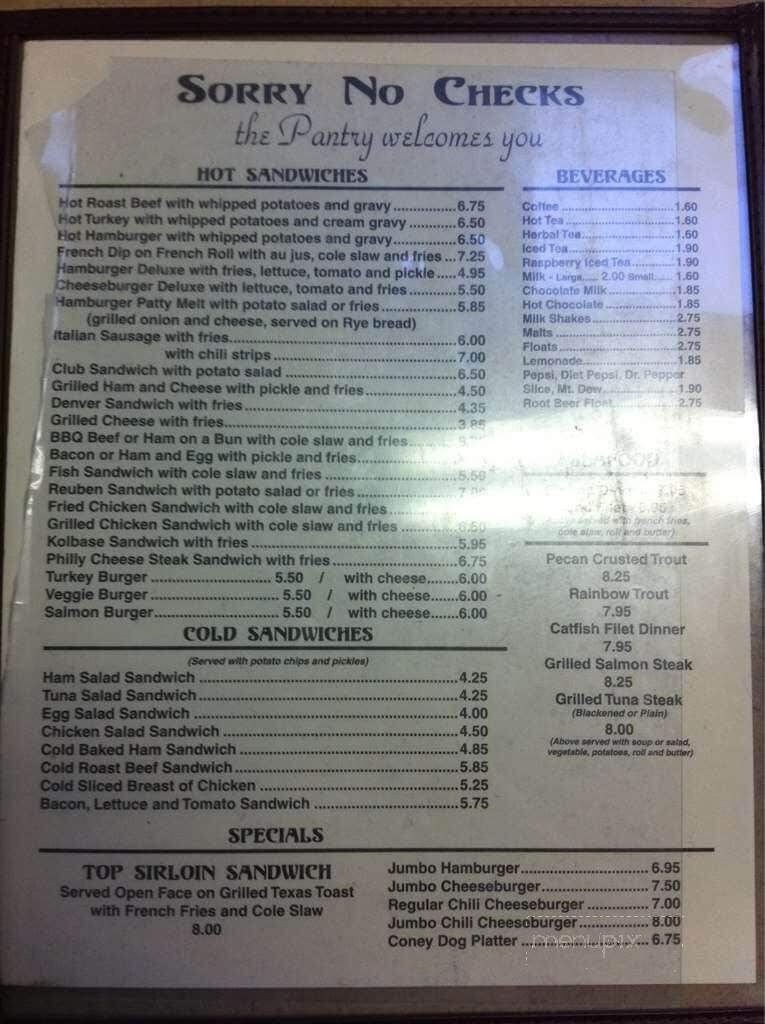 SORRY NO CHECKS
the Pantry welcomes you
HOT SANDWICHES
Hot Roast Beef with whipped potatoes and gravy 6.75
Hot Turkey with whipped potatoes and cream gravy 6.50
Hot Hamburger with whipped potatoes and gravy 6.50
French Dip on French Roll with au jus, cole slaw and fries 7.25
Hamburger Deluxe with fries, lettuce, tomato and pickle 4.95
Cheeseburger Deluxe with lettuce, tomato and fries 5.50
Hamburger Patty Melt with potato salad or fries 5.85
(grilled onion and cheese, served on Rye bread)
Italian Sausage with fries 6.00
with chili strips 7.00
Club Sandwich with potato salad 6.50
Grilled Ham and Cheese with pickle and fries 4.50
Denver Sandwich with fries 4.35
Grilled Cheese with fries 3.85
BBQ Beef or Ham on a Bun with cole slaw and fries
Bacon or Ham and Egg with pickle and fries
Fish Sandwich with cole slaw and fries 5.50
Reuben Sandwich with potato salad or fries
Fried Chicken Sandwich with cole slaw and fries
Grilled Chicken Sandwich with cole slaw and fries 6.50
Kolbase Sandwich with fries 5.95
Philly Cheese Steak Sandwich with fries 6.75
Turkey Burger 5.50 / with cheese 6.00
Veggie Burger 5.50 / with cheese 6.00
Salmon Burger 5.50 / with cheese 6.00
COLD SANDWICHES
(Served with potato chips and pickles)
Ham Salad Sandwich 4.25
Tuna Salad Sandwich 4.25
Egg Salad Sandwich 4.00
Chicken Salad Sandwich 4.50
Cold Baked Ham Sandwich 4.85
Cold Roast Beef Sandwich 5.85
Cold Sliced Breast of Chicken 5.25
Bacon, Lettuce and Tomato Sandwich 5.75
BEVERAGES
Coffee 1.60
Hot Tea 1.60
Herbal Tea 1.60
Iced Tea 1.90
Raspberry Iced Tea 1.90
Milk - Large 2.00 Small 1.60
Chocolate Milk 1.85
Hot Chocolate 1.85
Milk Shakes 2.75
Malts 2.75
Floats 2.75
Lemonade 1.85
Pepsi, Diet Pepsi, Dr. Pepper
Slice, Mt. Dew 1.90
Root Beer Float 2.75
served with french fries,
cole slaw, roll and butter)
Pecan Crusted Trout
8.25
Rainbow Trout
7.95
Catfish Filet Dinner
7.95
Grilled Salmon Steak
8.25
Grilled Tuna Steak
(Blackened or Plain)
8.00
(Above served with soup or salad,
vegetable, potatoes, roll and butter)
SPECIALS
TOP SIRLOIN SANDWICH
Served Open Face on Grilled Texas Toast
with French Fries and Cole Slaw
8.00
Jumbo Hamburger 6.95
Jumbo Cheeseburger 7.50
Regular Chili Cheeseburger 7.00
Jumbo Chili Cheeseburger 8.00
Coney Dog Platter 6.75
menupix